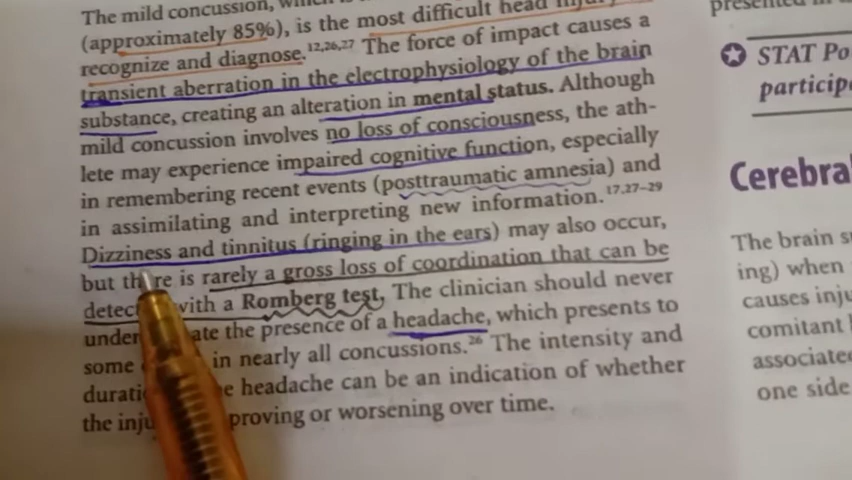 The mild concussion, which is
(approximately 85%), is the most difficult head injury
recognize and diagnose.12,26,27 The force of impact causes a
transient aberration in the electrophysiology of the brain
substance, creating an alteration in mental status. Although
mild concussion involves no loss of consciousness, the ath-
lete may experience impaired cognitive function, especially
in remembering recent events (posttraumatic amnesia) and
in assimilating and interpreting new information.17,27–29
Dizziness and tinnitus (ringing in the ears) may also occur,
but there is rarely a gross loss of coordination that can be
detec with a Romberg test. The clinician should never
under ate the presence of a headache, which presents to
some in nearly all concussions.26 The intensity and
durati e headache can be an indication of whether
the inju proving or worsening over time.
presented in
STAT Po
particip
Cerebral
The brain s
ing) when
causes inju
comitant
associate
one side